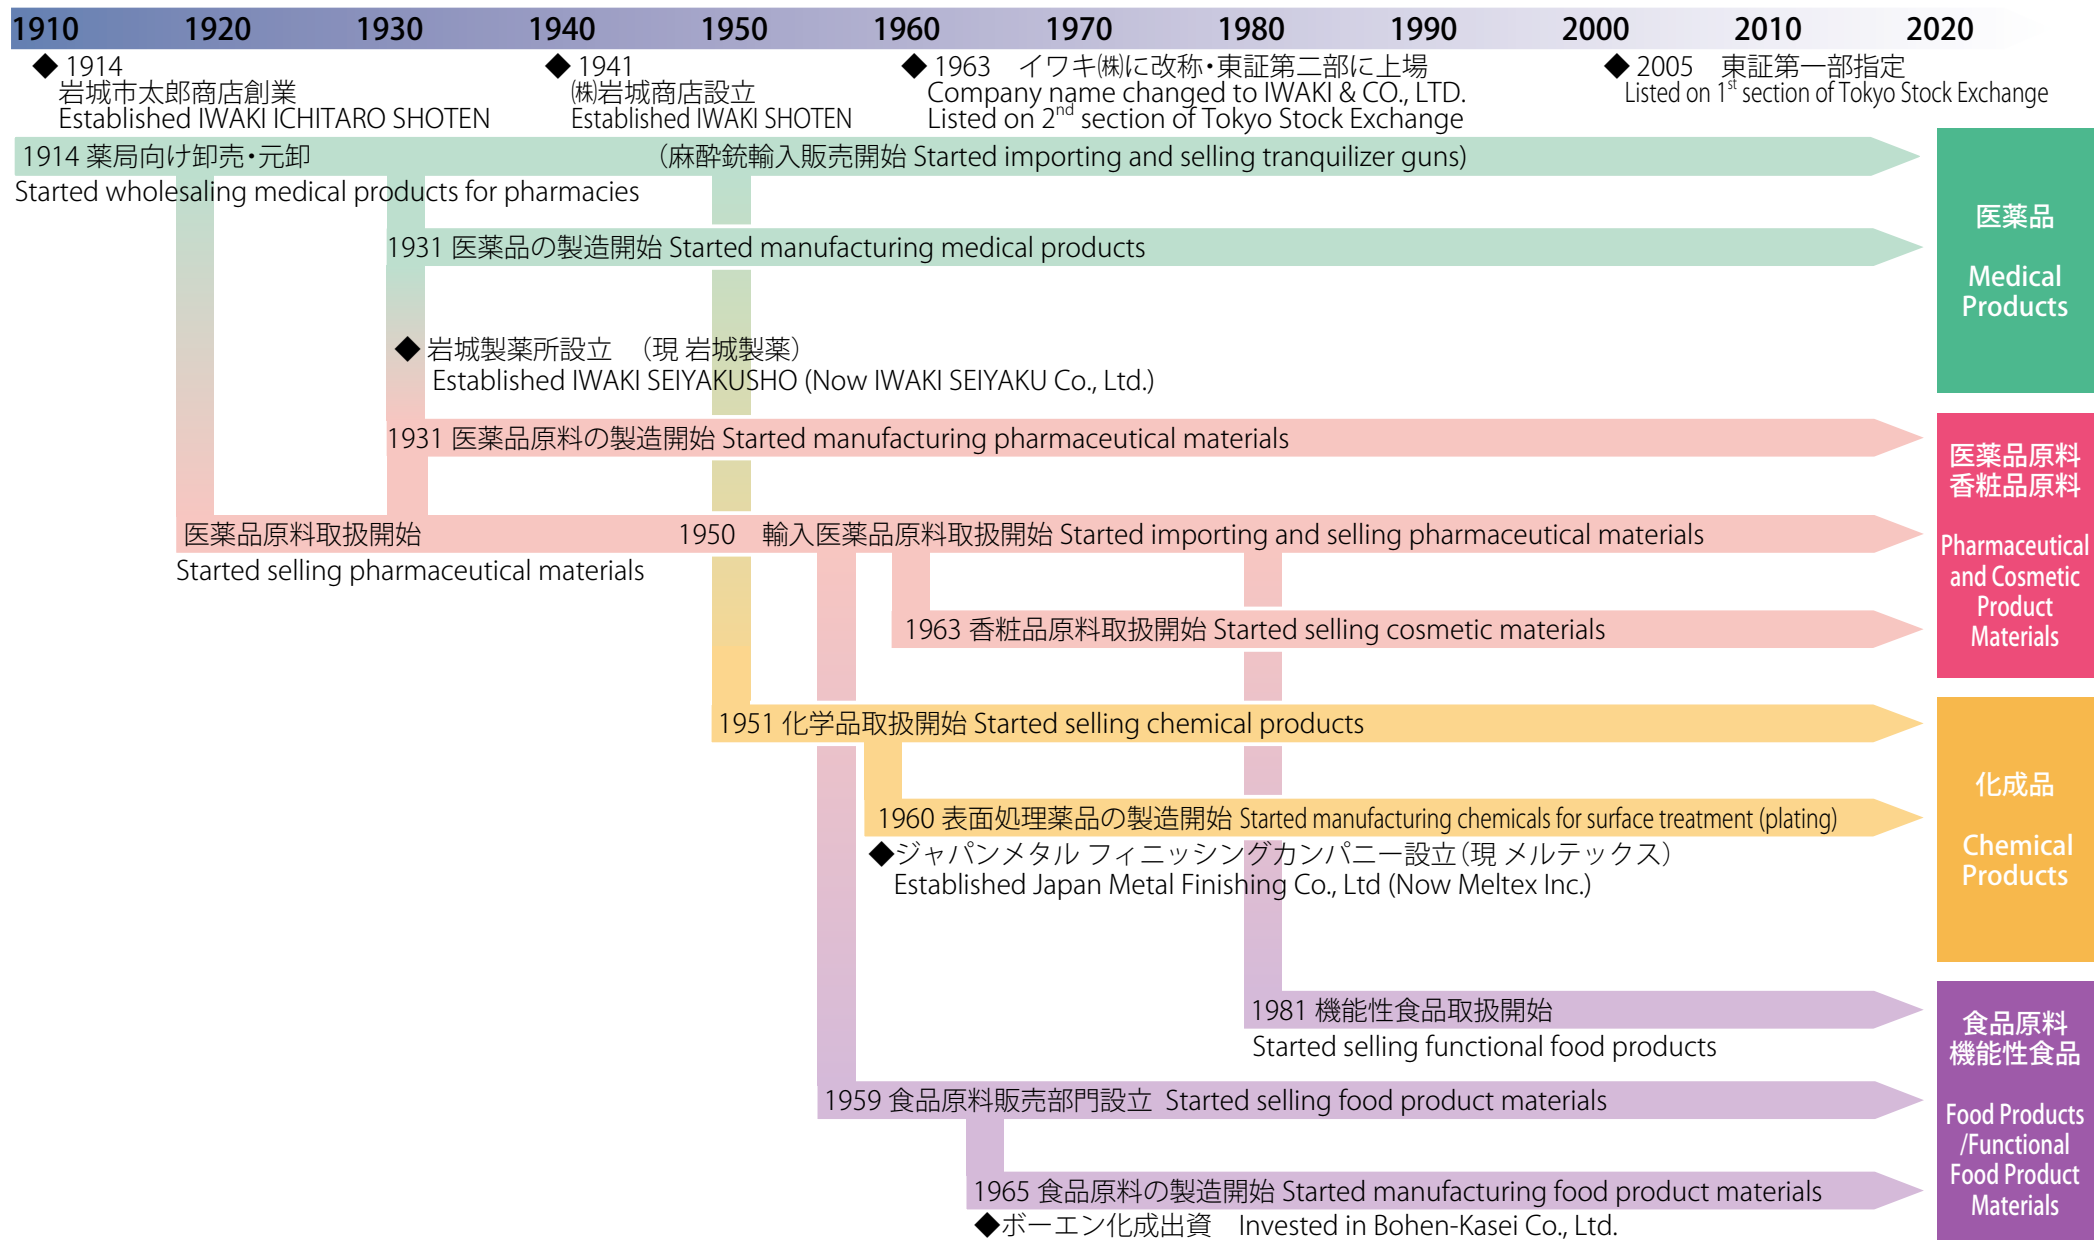 1910 1920 1930 1940 1950 1960 1970 1980 1990 2000 2010 2020
◆ 1914
岩城市太郎商店創業
Established IWAKI ICHITARO SHOTEN
◆ 1941
㈱岩城商店設立
Established IWAKI SHOTEN
◆ 1963　イワキ㈱に改称・東証第二部に上場
Company name changed to IWAKI & CO., LTD.
Listed on 2nd section of Tokyo Stock Exchange
◆ 2005　東証第一部指定
Listed on 1st section of Tokyo Stock Exchange
1914 薬局向け卸売・元卸
（麻酔銃輸入販売開始 Started importing and selling tranquilizer guns)
Started wholesaling medical products for pharmacies
1931 医薬品の製造開始 Started manufacturing medical products
◆ 岩城製薬所設立　（現 岩城製薬）
Established IWAKI SEIYAKUSHO (Now IWAKI SEIYAKU Co., Ltd.)
医薬品
Medical
Products
1931 医薬品原料の製造開始 Started manufacturing pharmaceutical materials
医薬品原料取扱開始
1950　輸入医薬品原料取扱開始 Started importing and selling pharmaceutical materials
Started selling pharmaceutical materials
1963 香粧品原料取扱開始 Started selling cosmetic materials
医薬品原料
香粧品原料
Pharmaceutical
and Cosmetic
Product
Materials
1951 化学品取扱開始 Started selling chemical products
1960 表面処理薬品の製造開始 Started manufacturing chemicals for surface treatment (plating)
◆ジャパンメタル フィニッシングカンパニー設立（現 メルテックス）
Established Japan Metal Finishing Co., Ltd (Now Meltex Inc.)
化成品
Chemical
Products
1981 機能性食品取扱開始
Started selling functional food products
1959 食品原料販売部門設立 Started selling food product materials
1965 食品原料の製造開始 Started manufacturing food product materials
◆ボーエン化成出資　Invested in Bohen-Kasei Co., Ltd.
食品原料
機能性食品
Food Products
/Functional
Food Product
Materials